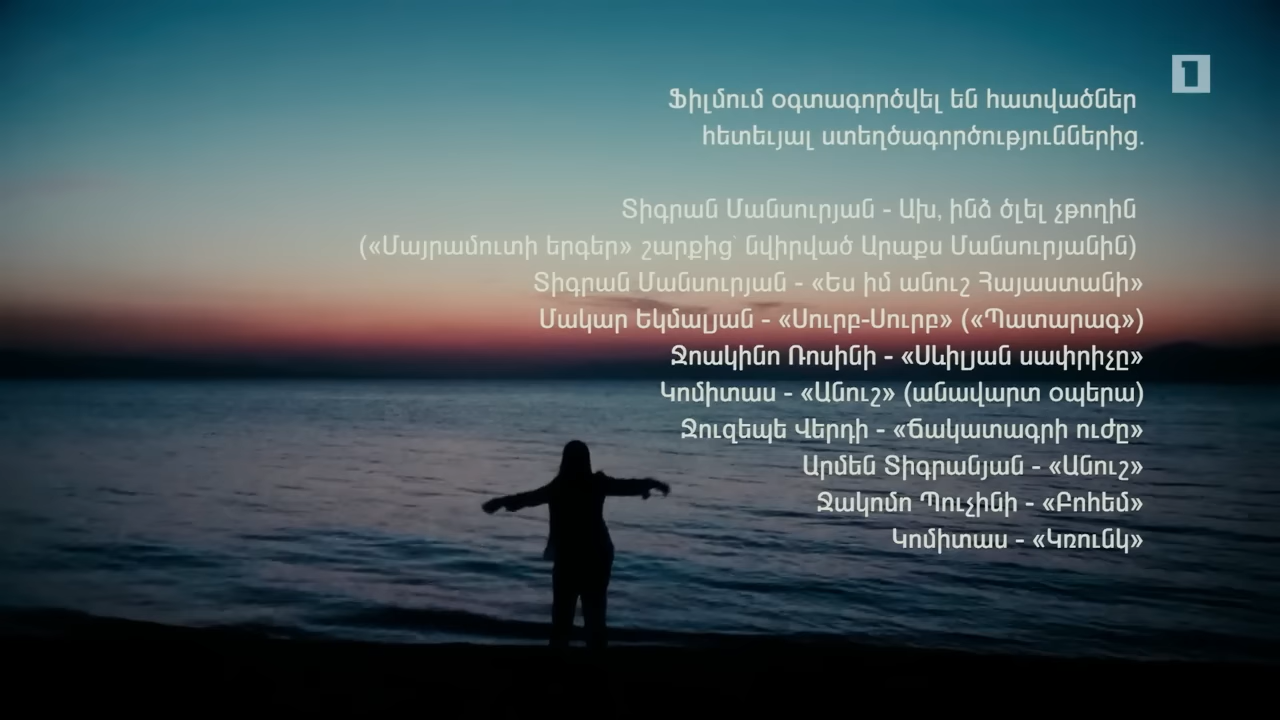 1
Ֆիլմում օգտագործվել են հատվածներ
հետեւյալ ստեղծագործություններից.
Տիգրան Մանսուրյան - Ախ, ինձ ծլել չթողին
(«Մայրամուտի երգեր» շարքից՝ նվիրված Արաքս Մանսուրյանին)
Տիգրան Մանսուրյան - «Ես իմ անուշ Հայաստանի»
Մակար Եկմալյան - «Սուրբ-Սուրբ» («Պատարագ»)
Ջոակինո Ռոսինի - «Սևիլյան սափրիչը»
Կոմիտաս - «Անուշ» (անավարտ օպերա)
Ջուզեպե Վերդի - «Ճակատագրի ուժը»
Արմեն Տիգրանյան - «Անուշ»
Ջակոմո Պուչինի - «Բոհեմ»
Կոմիտաս - «Կռունկ»